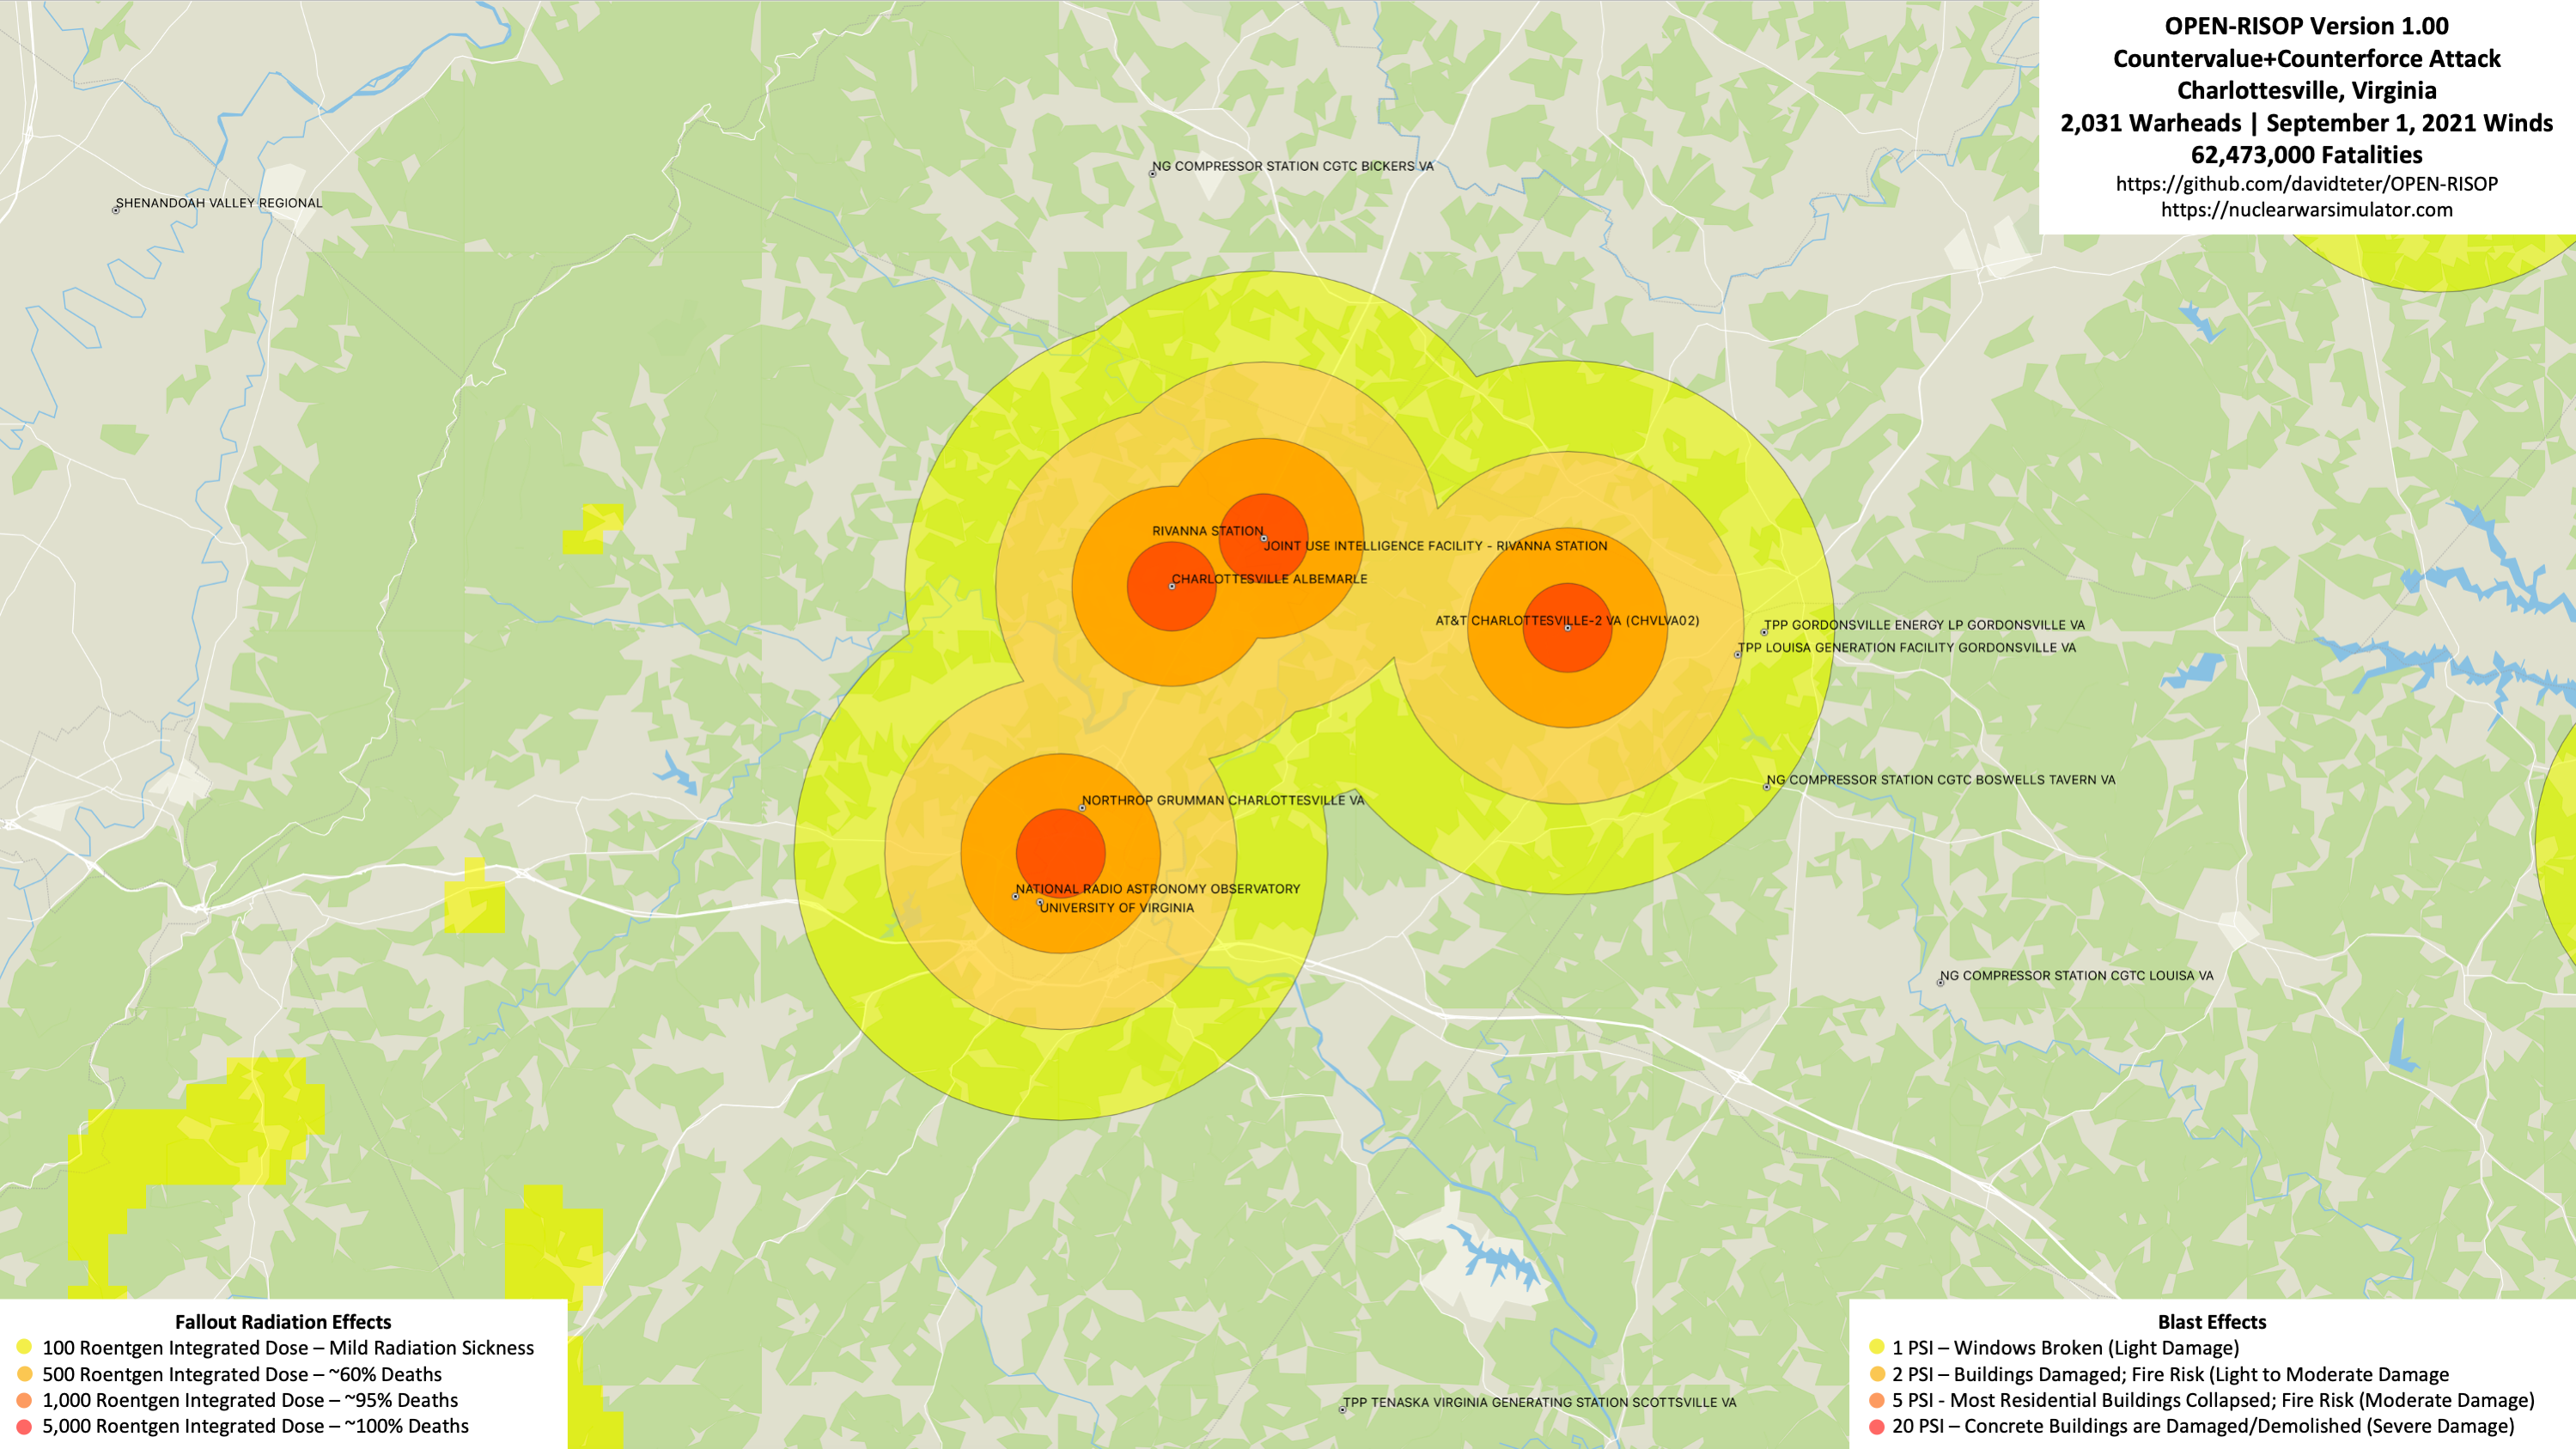 OPEN-RISOP Version 1.00
Countervalue+Counterforce Attack
Charlottesville, Virginia
2,031 Warheads | September 1, 2021 Winds
62,473,000 Fatalities
https://github.com/davidteter/OPEN-RISOP
https://nuclearwarsimulator.com
NG COMPRESSOR STATION CGTC BICKERS VA
SHENANDOAH VALLEY REGIONAL
RIVANNA STATION
JOINT USE INTELLIGENCE FACILITY - RIVANNA STATION
CHARLOTTESVILLE ALBEMARLE
AT&T CHARLOTTESVILLE-2 VA (CHVLVA02)
TPP GORDONSVILLE ENERGY LP GORDONSVILLE VA
TPP LOUISA GENERATION FACILITY GORDONSVILLE VA
NG COMPRESSOR STATION CGTC BOSWELLS TAVERN VA
NORTHROP GRUMMAN CHARLOTTESVILLE VA
NATIONAL RADIO ASTRONOMY OBSERVATORY
UNIVERSITY OF VIRGINIA
NG COMPRESSOR STATION CGTC LOUISA VA
TPP TENASKA VIRGINIA GENERATING STATION SCOTTSVILLE VA
Fallout Radiation Effects
100 Roentgen Integrated Dose – Mild Radiation Sickness
500 Roentgen Integrated Dose – ~60% Deaths
1,000 Roentgen Integrated Dose – ~95% Deaths
5,000 Roentgen Integrated Dose – ~100% Deaths
Blast Effects
1 PSI – Windows Broken (Light Damage)
2 PSI – Buildings Damaged; Fire Risk (Light to Moderate Damage
5 PSI - Most Residential Buildings Collapsed; Fire Risk (Moderate Damage)
20 PSI – Concrete Buildings are Damaged/Demolished (Severe Damage)